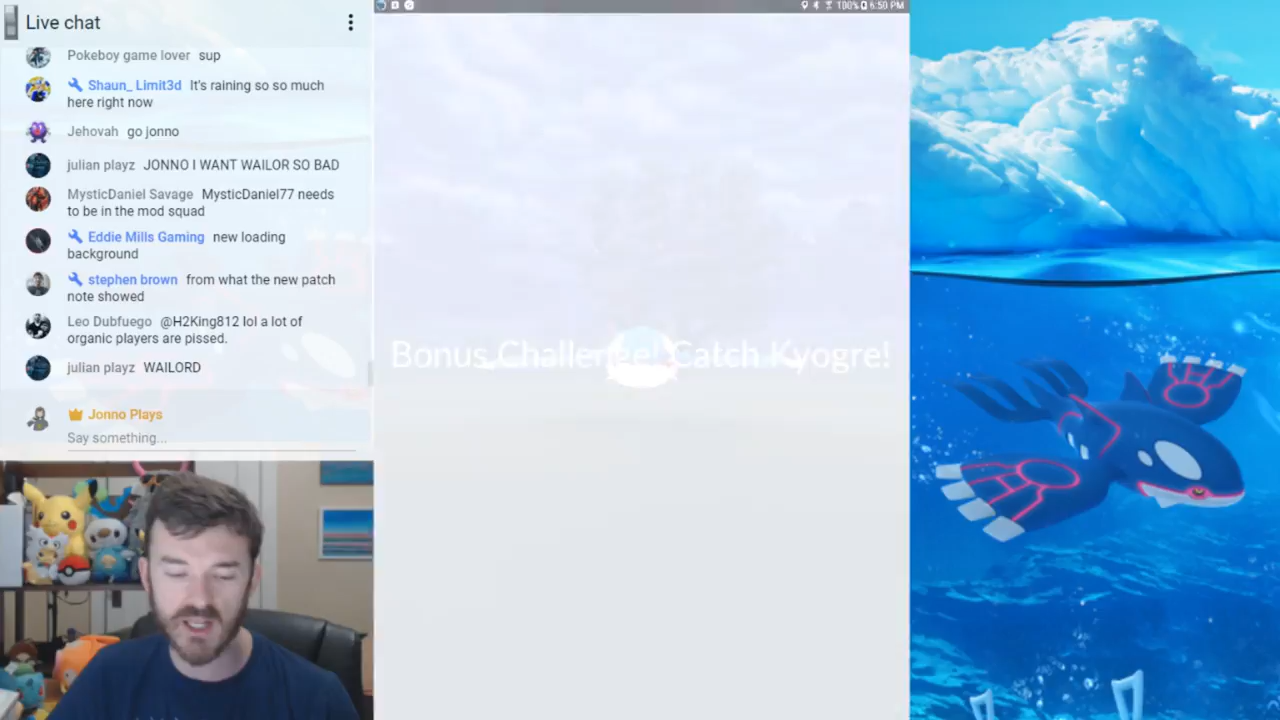 Live chat
100% 6:50 PM
Pokeboy game lover sup
Shaun_ Limit3d It's raining so so much
here right now
Jehovah go jonno
julian playz JONNO I WANT WAILOR SO BAD
MysticDaniel Savage MysticDaniel77 needs
to be in the mod squad
Eddie Mills Gaming new loading
background
stephen brown from what the new patch
note showed
Leo Dubfuego @H2King812 lol a lot of
organic players are pissed.
julian playz WAILORD
Jonno Plays
Say something...
Bonus Challenge! Catch Kyogre!